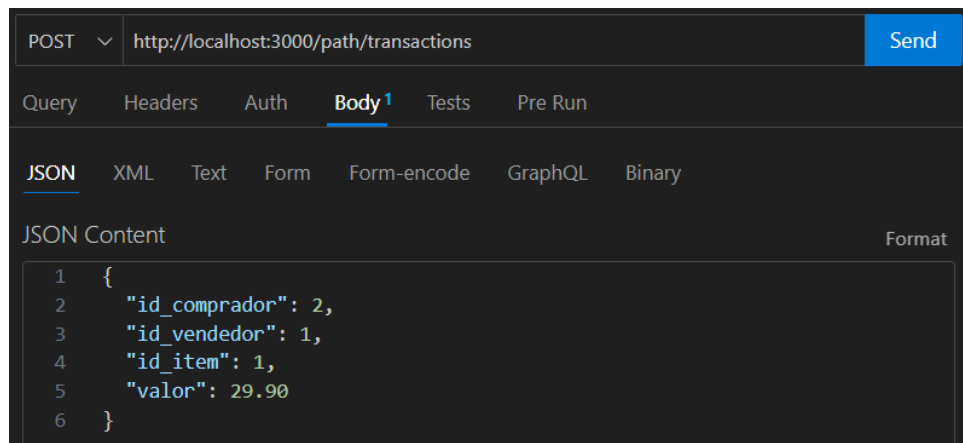 POST http://localhost:3000/path/transactions Send
Query Headers Auth Body 1 Tests Pre Run
JSON XML Text Form Form-encode GraphQL Binary
JSON Content Format
1 {
2 "id_comprador": 2,
3 "id_vendedor": 1,
4 "id_item": 1,
5 "valor": 29.90
6 }